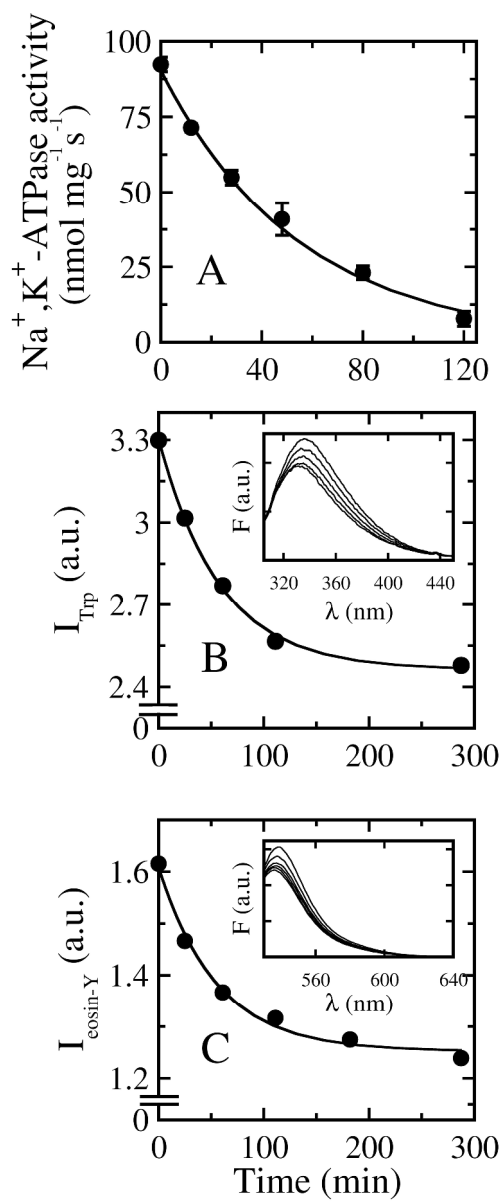 Na⁺,K⁺-ATPase activity
(nmol mg⁻¹ s⁻¹)
100
75
50
25
0
A
0 40 80 120
I_Trp (a.u.)
3.3
3
2.7
2.4
0
B
F (a.u.)
320 360 400 440
λ (nm)
0 100 200 300
I_eosin-Y (a.u.)
1.6
1.4
1.2
0
C
F (a.u.)
560 600 640
λ (nm)
0 100 200 300
Time (min)